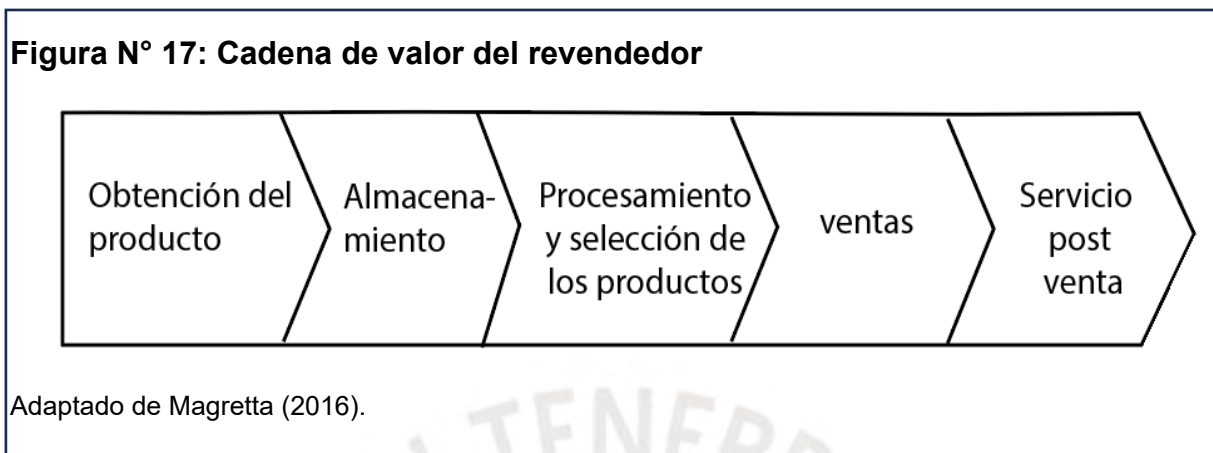 Figura N° 17: Cadena de valor del revendedor
Obtención del
producto
Almacena-
miento
Procesamiento
y selección de
los productos
ventas
Servicio
post
venta
Adaptado de Magretta (2016).
TENEBR